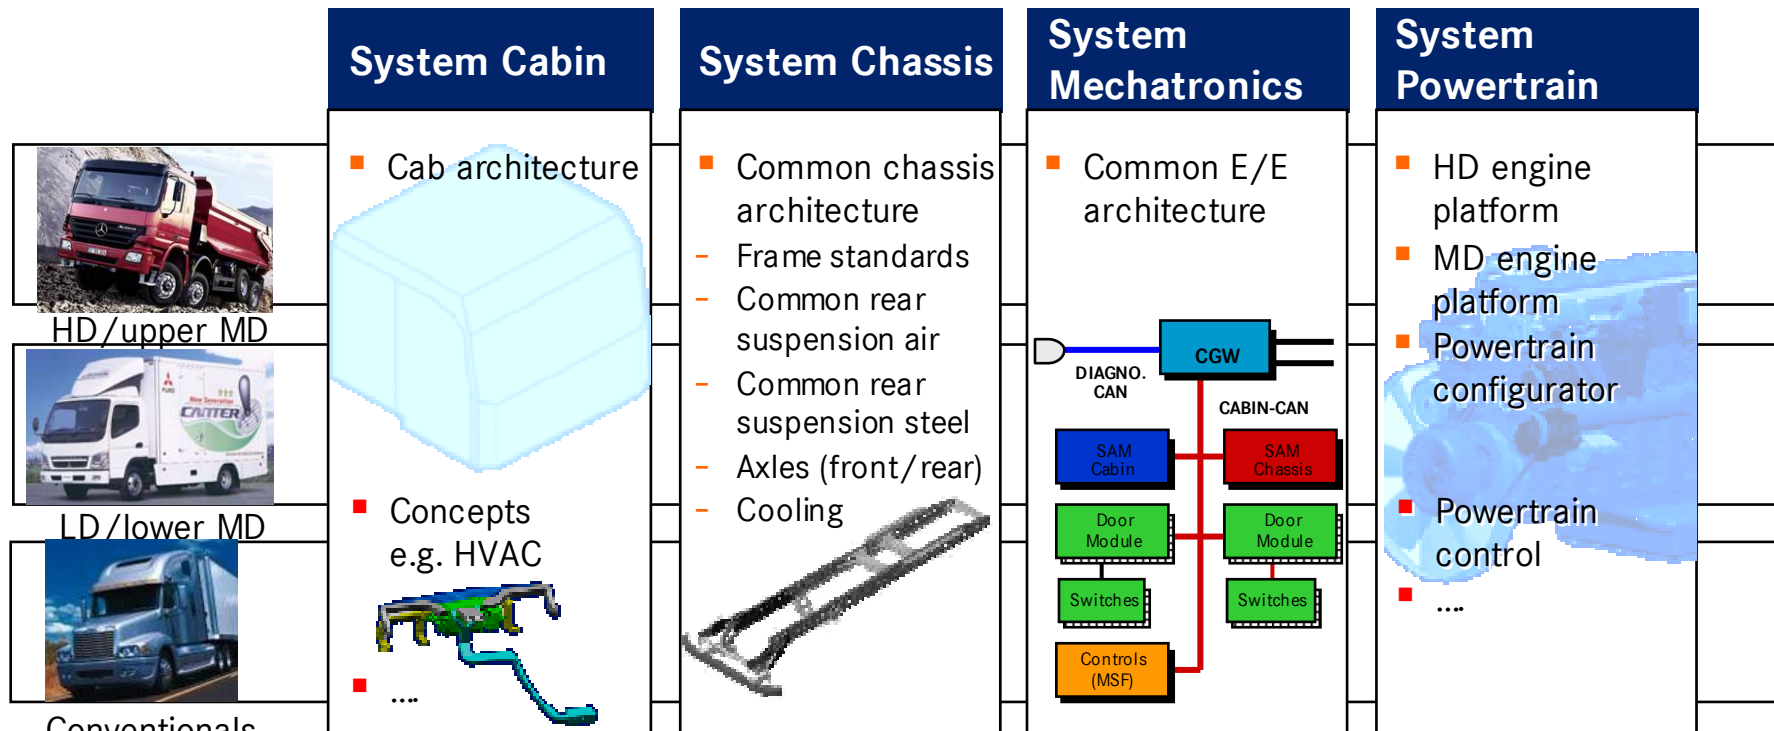 System Cabin
System Chassis
System
Mechatronics
System
Powertrain
HD/upper MD
CANTER
LD/lower MD
Conventionals
Cab architecture
Concepts
e.g. HVAC
....
Common chassis
architecture
– Frame standards
– Common rear
suspension air
– Common rear
suspension steel
– Axles (front/rear)
– Cooling
Common E/E
architecture
CGW
DIAGNO.
CAN
CABIN-CAN
SAM
Cabin
SAM
Chassis
Door
Module
Door
Module
Switches
Switches
Controls
(MSF)
HD engine
platform
MD engine
platform
Powertrain
configurator
Powertrain
control
....